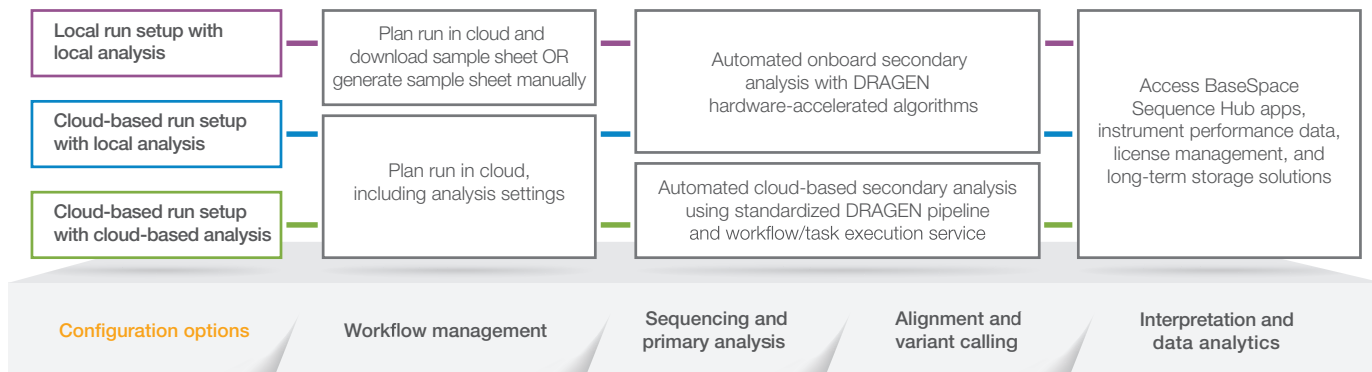 Local run setup with
local analysis
Plan run in cloud and
download sample sheet OR
generate sample sheet manually
Automated onboard secondary
analysis with DRAGEN
hardware-accelerated algorithms
Access BaseSpace
Sequence Hub apps,
instrument performance data,
license management, and
long-term storage solutions
Cloud-based run setup
with local analysis
Plan run in cloud,
including analysis settings
Cloud-based run setup
with cloud-based analysis
Automated cloud-based secondary analysis
using standardized DRAGEN pipeline
and workflow/task execution service
Configuration options
Workflow management
Sequencing and
primary analysis
Alignment and
variant calling
Interpretation and
data analytics